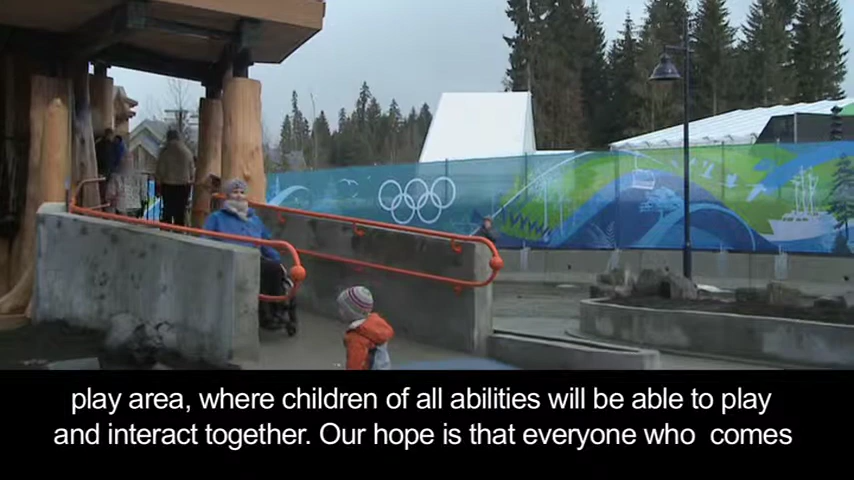 play area, where children of all abilities will be able to play
and interact together. Our hope is that everyone who  comes